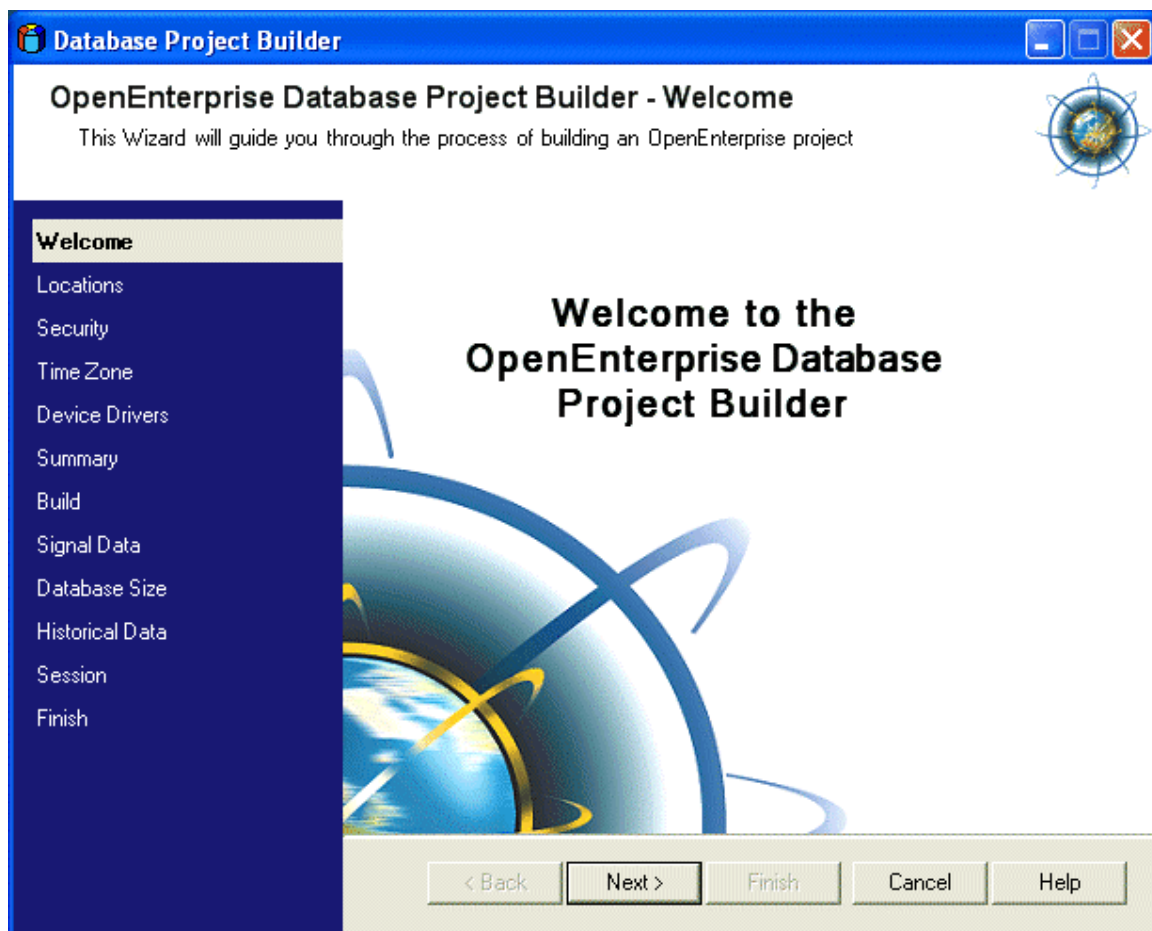 Database Project Builder
OpenEnterprise Database Project Builder - Welcome
This Wizard will guide you through the process of building an OpenEnterprise project
Welcome
Locations
Security
Time Zone
Device Drivers
Summary
Build
Signal Data
Database Size
Historical Data
Session
Finish
Welcome to the
OpenEnterprise Database
Project Builder
< Back
Next >
Finish
Cancel
Help